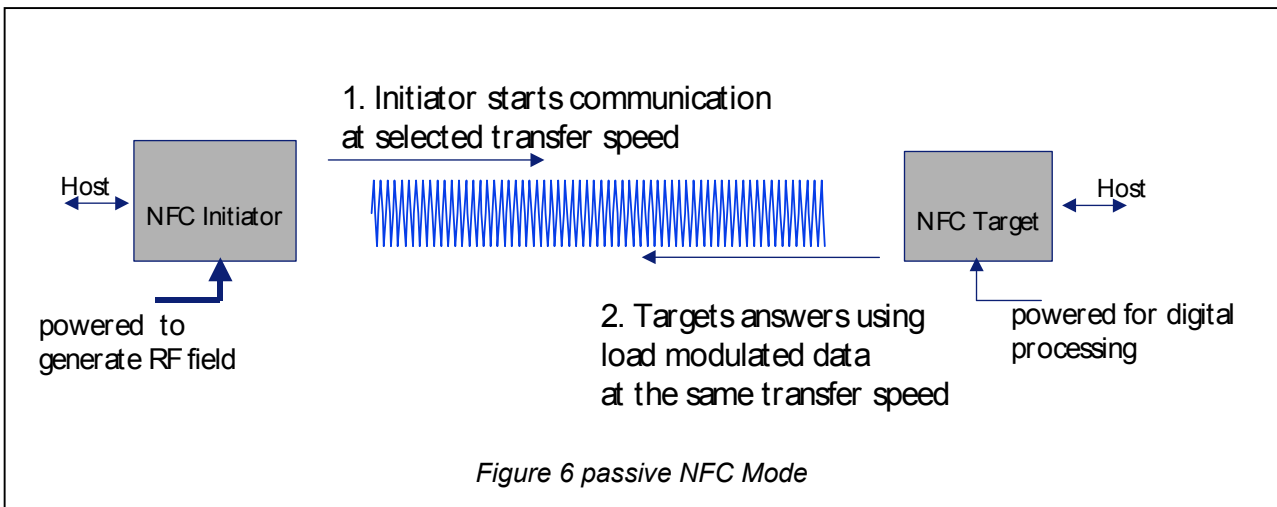 1. Initiator starts communication
at selected transfer speed
Host
NFC Initiator
NFC Target
Host
powered to
generate RF field
2. Targets answers using
load modulated data
at the same transfer speed
powered for digital
processing
Figure 6 passive NFC Mode